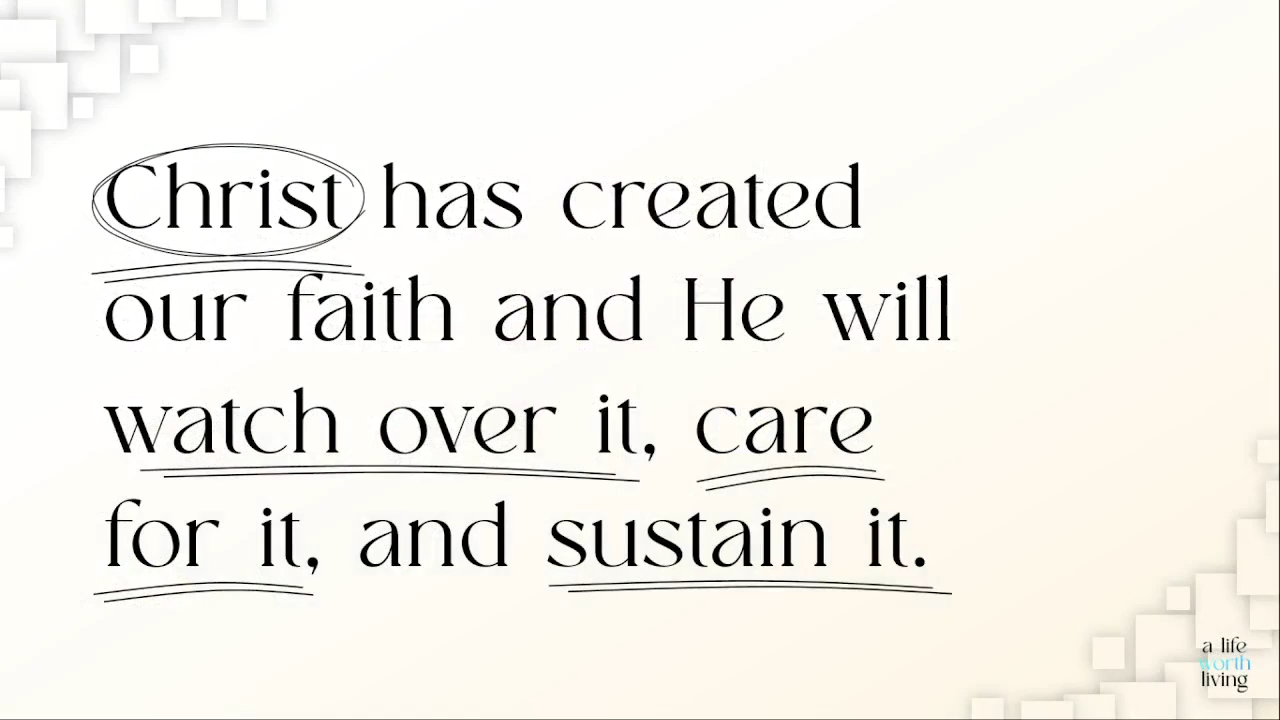 Christ has created
our faith and He will
watch over it, care
for it, and sustain it.
a life
worth
living